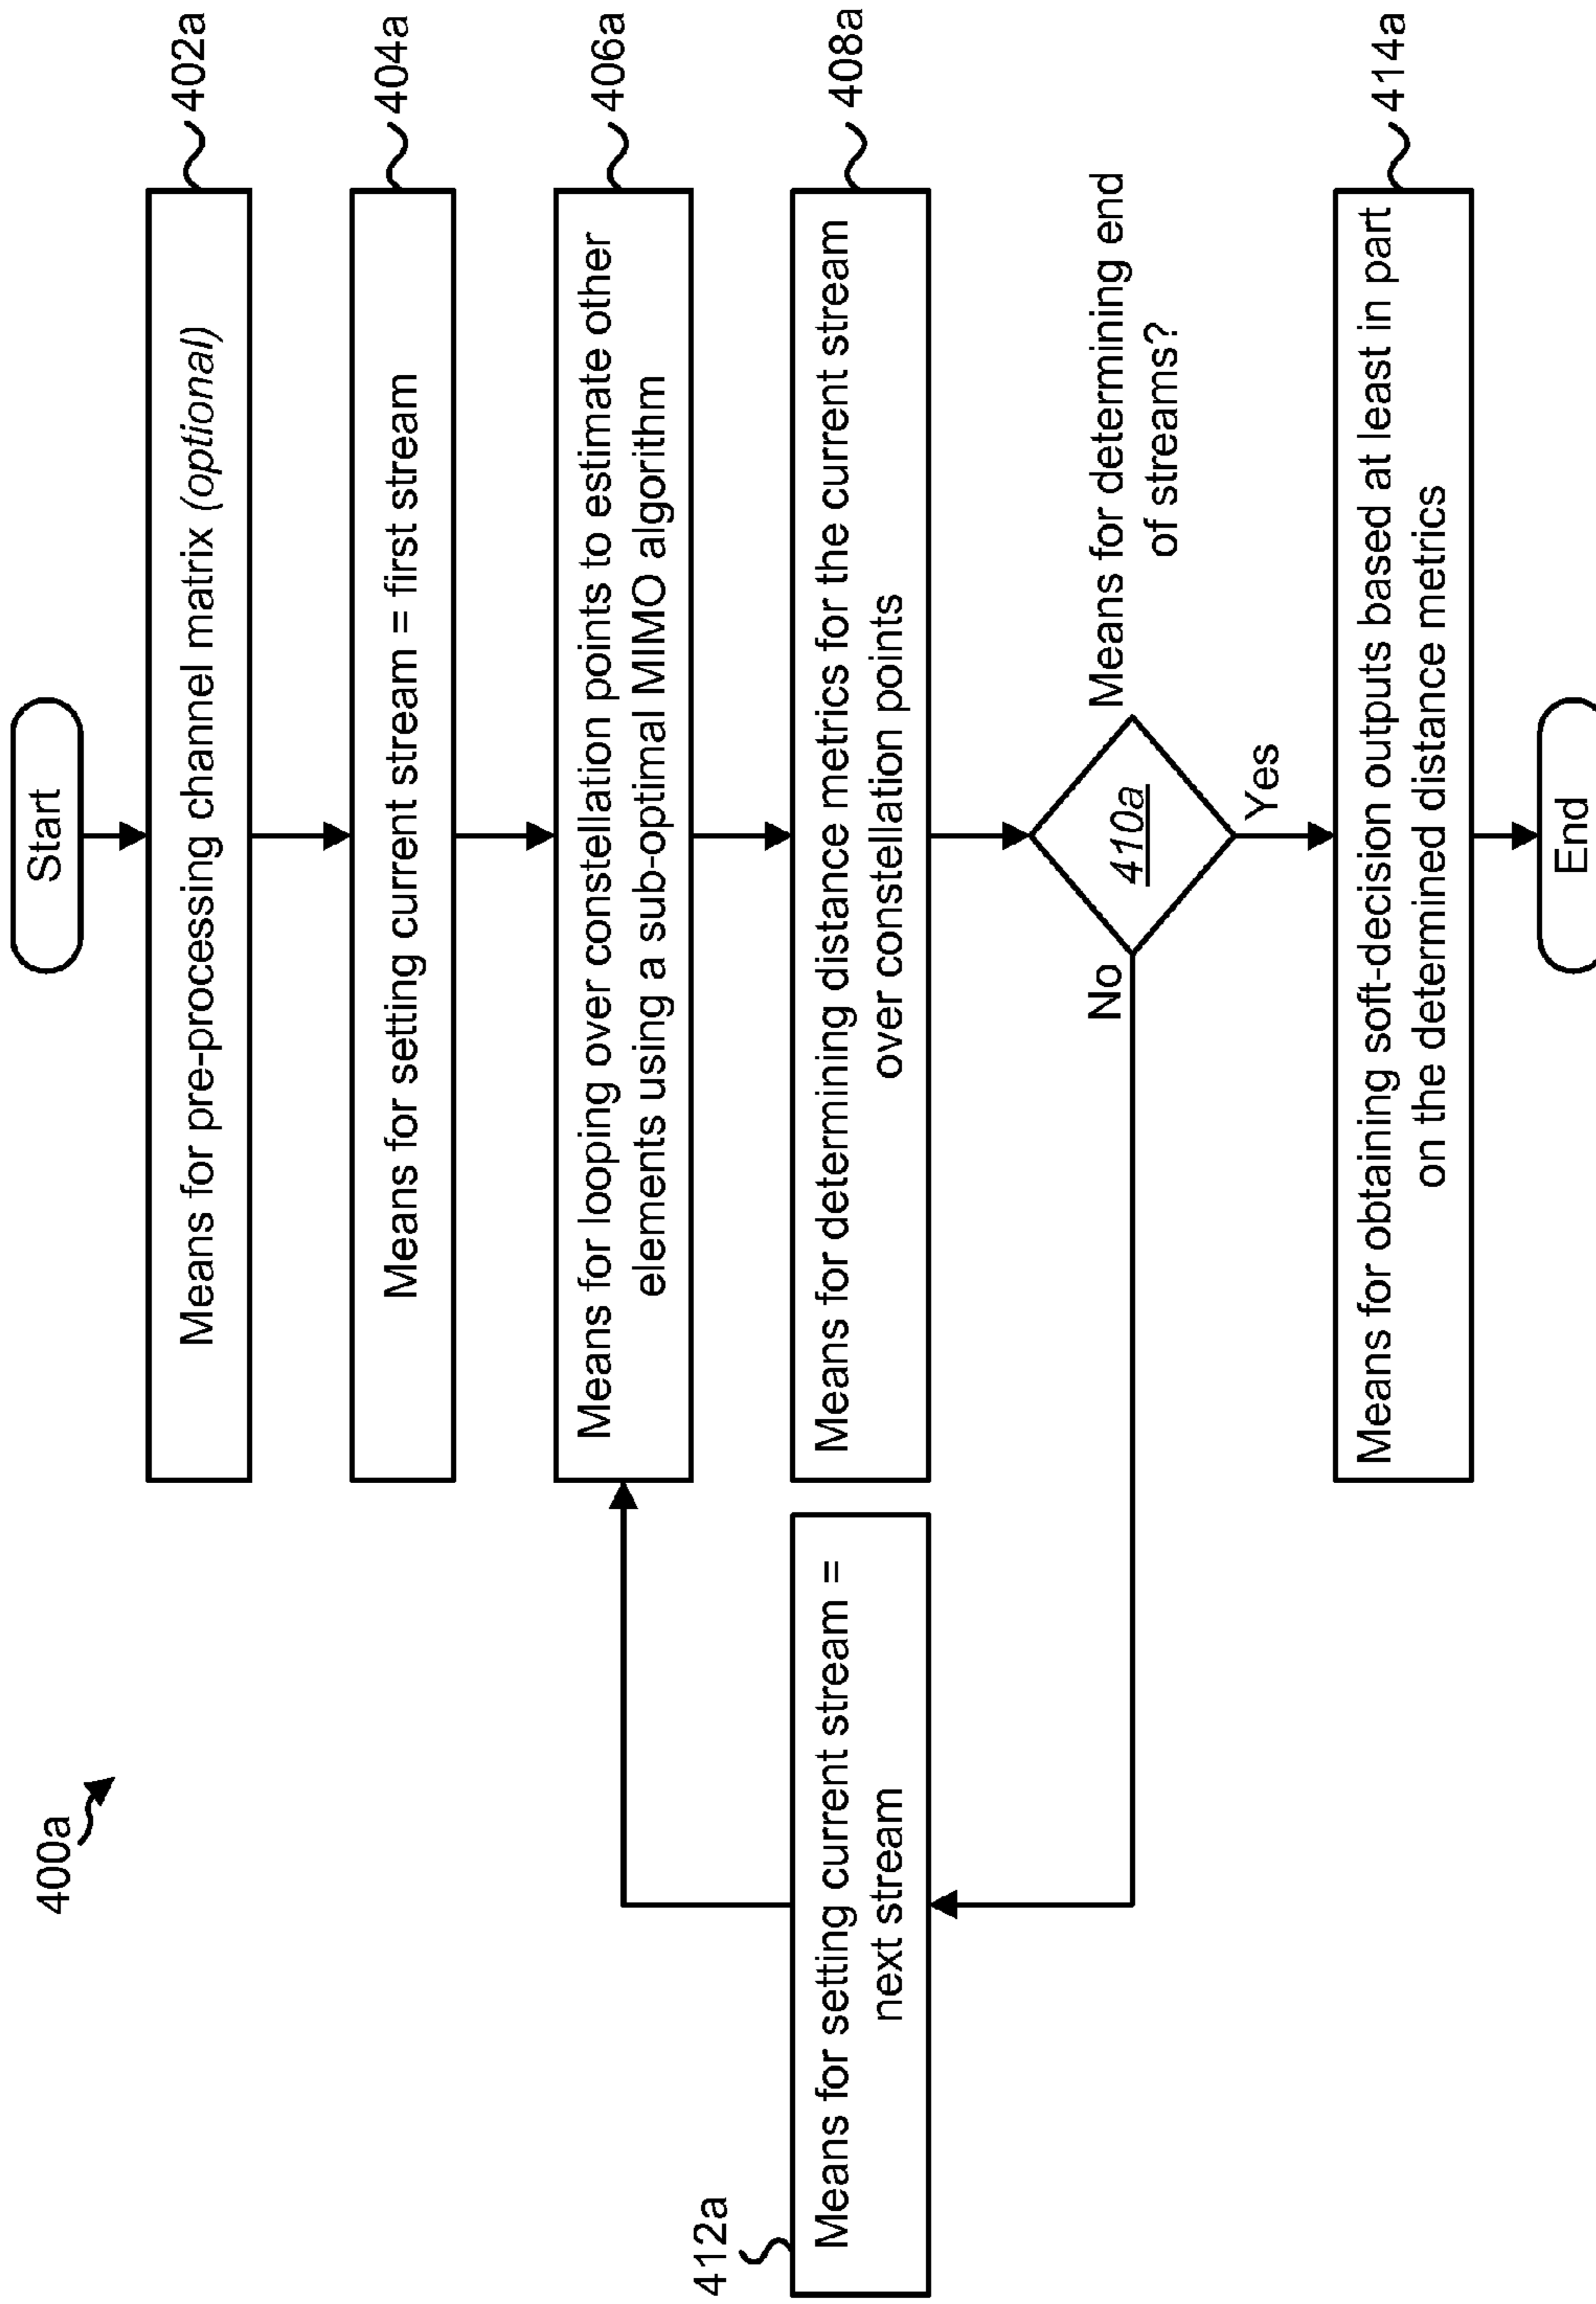 400a
Start
Means for pre-processing channel matrix (optional)
402a
Means for setting current stream = first stream
404a
Means for looping over constellation points to estimate other
elements using a sub-optimal MIMO algorithm
406a
412a
Means for setting current stream =
next stream
Means for determining distance metrics for the current stream
over constellation points
408a
410a
Means for determining end
of streams?
No
Yes
Means for obtaining soft-decision outputs based at least in part
on the determined distance metrics
414a
End